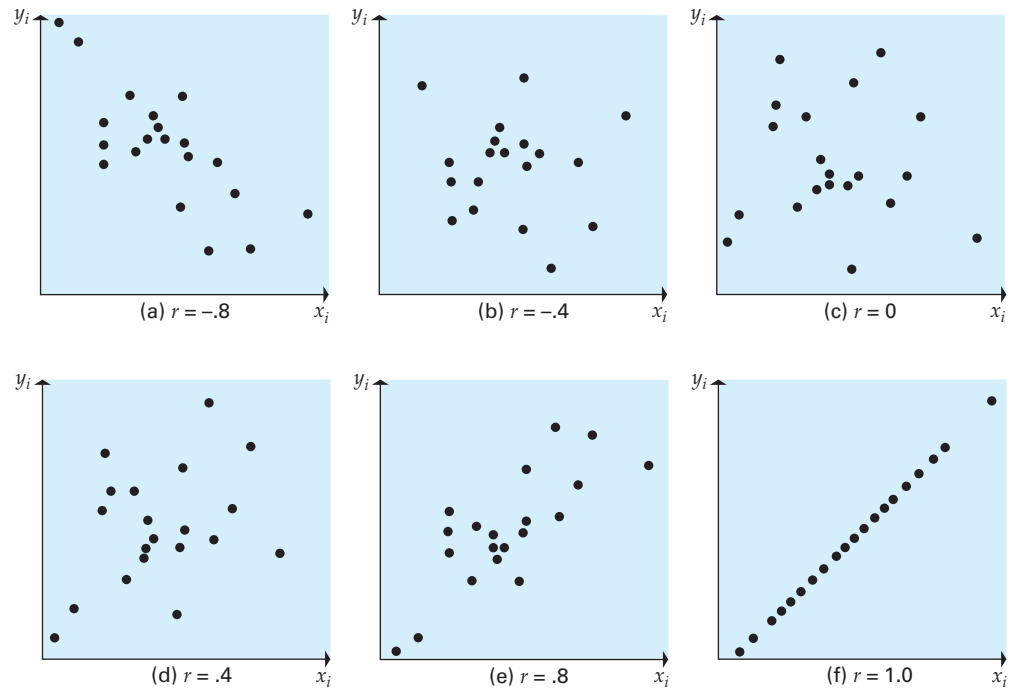 yᵢ
yᵢ
yᵢ
(a) r = –.8
xᵢ
(b) r = –.4
xᵢ
(c) r = 0
xᵢ
yᵢ
yᵢ
yᵢ
(d) r = .4
xᵢ
(e) r = .8
xᵢ
(f) r = 1.0
xᵢ